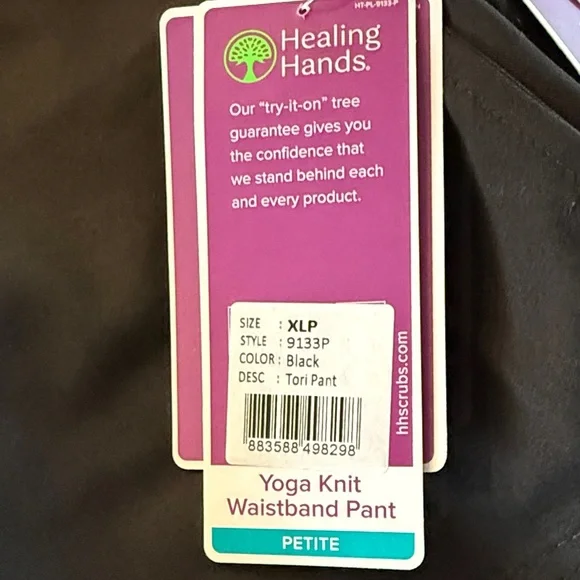 HT-PL-9133-P
Healing
Hands.
Our "try-it-on" tree
guarantee gives you
the confidence that
we stand behind each
and every product.
SIZE : XLP
STYLE : 9133P
COLOR : Black
DESC : Tori Pant
883588 498298
hhscrubs.com
Yoga Knit
Waistband Pant
PETITE